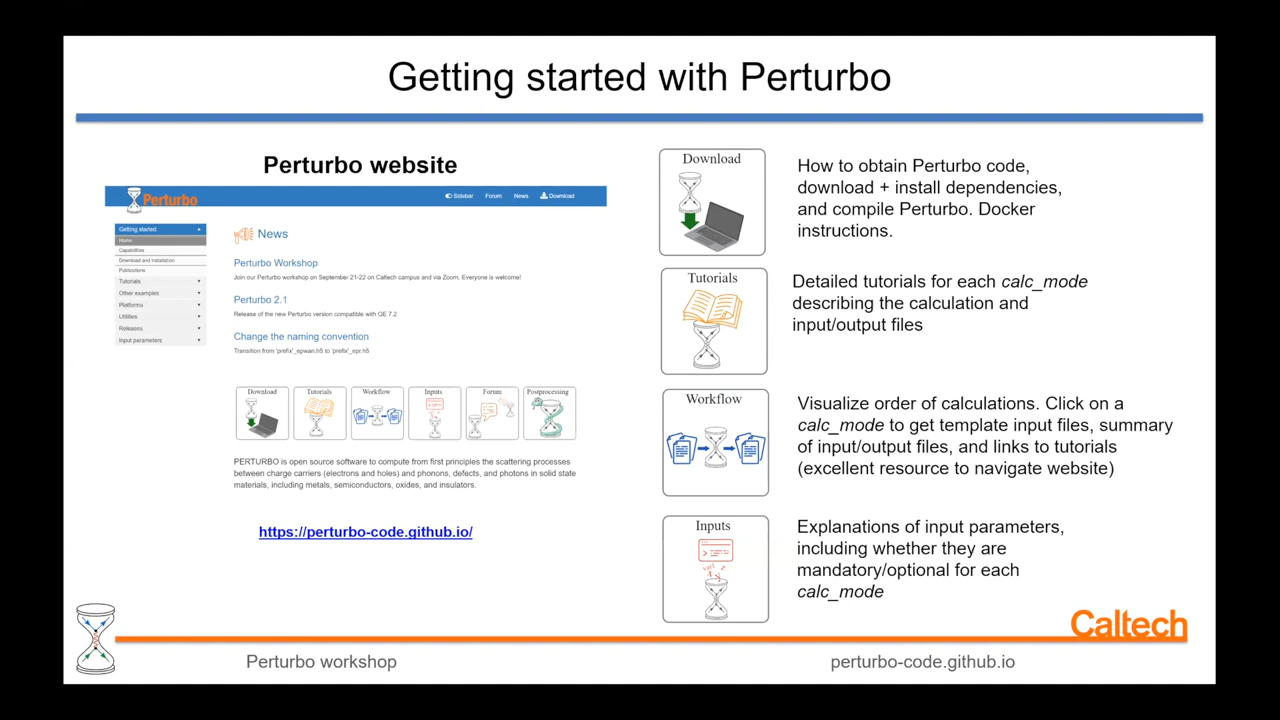 Getting started with Perturbo
Perturbo website
Perturbo
Sidebar
Forum
News
Download
Getting started
Home
Capabilities
Download and installation
Publications
Tutorials
Other examples
Platforms
Utilities
Releases
Input parameters
News
Perturbo Workshop
Join our Perturbo workshop on September 21-22 on Caltech campus and via Zoom. Everyone is welcome!
Perturbo 2.1
Release of the new Perturbo version compatible with QE 7.2
Change the naming convention
Transition from 'prefix'_epwan.h5 to 'prefix'_epr.h5
Download
Tutorials
Workflow
Inputs
Forum
Postprocessing
PERTURBO is open source software to compute from first principles the scattering processes
between charge carriers (electrons and holes) and phonons, defects, and photons in solid state
materials, including metals, semiconductors, oxides, and insulators.
https://perturbo-code.github.io/
Download
How to obtain Perturbo code,
download + install dependencies,
and compile Perturbo. Docker
instructions.
Tutorials
Detailed tutorials for each calc_mode
describing the calculation and
input/output files
Workflow
Visualize order of calculations. Click on a
calc_mode to get template input files, summary
of input/output files, and links to tutorials
(excellent resource to navigate website)
Inputs
Explanations of input parameters,
including whether they are
mandatory/optional for each
calc_mode
Caltech
Perturbo workshop
perturbo-code.github.io